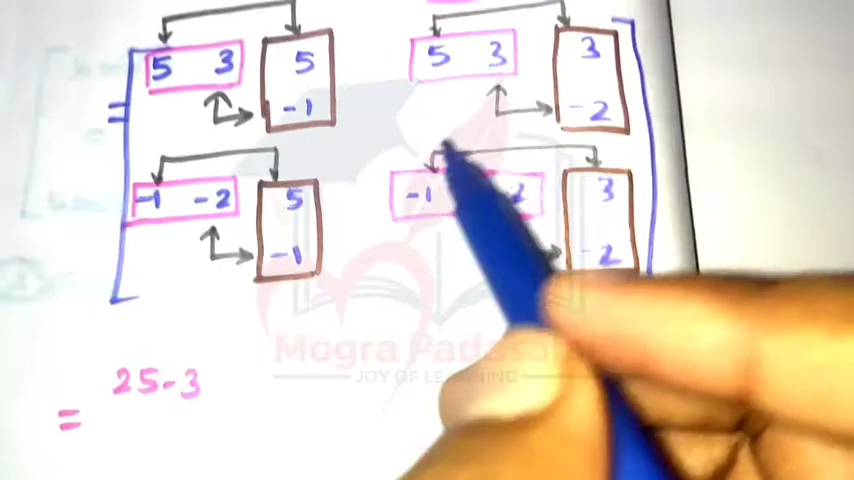 5 3 5 5 3 3
= -1 -2
-1 -2 5 -1 3
-1 -2
Mogra Padasa
JOY OF LEARNING
25-3
=